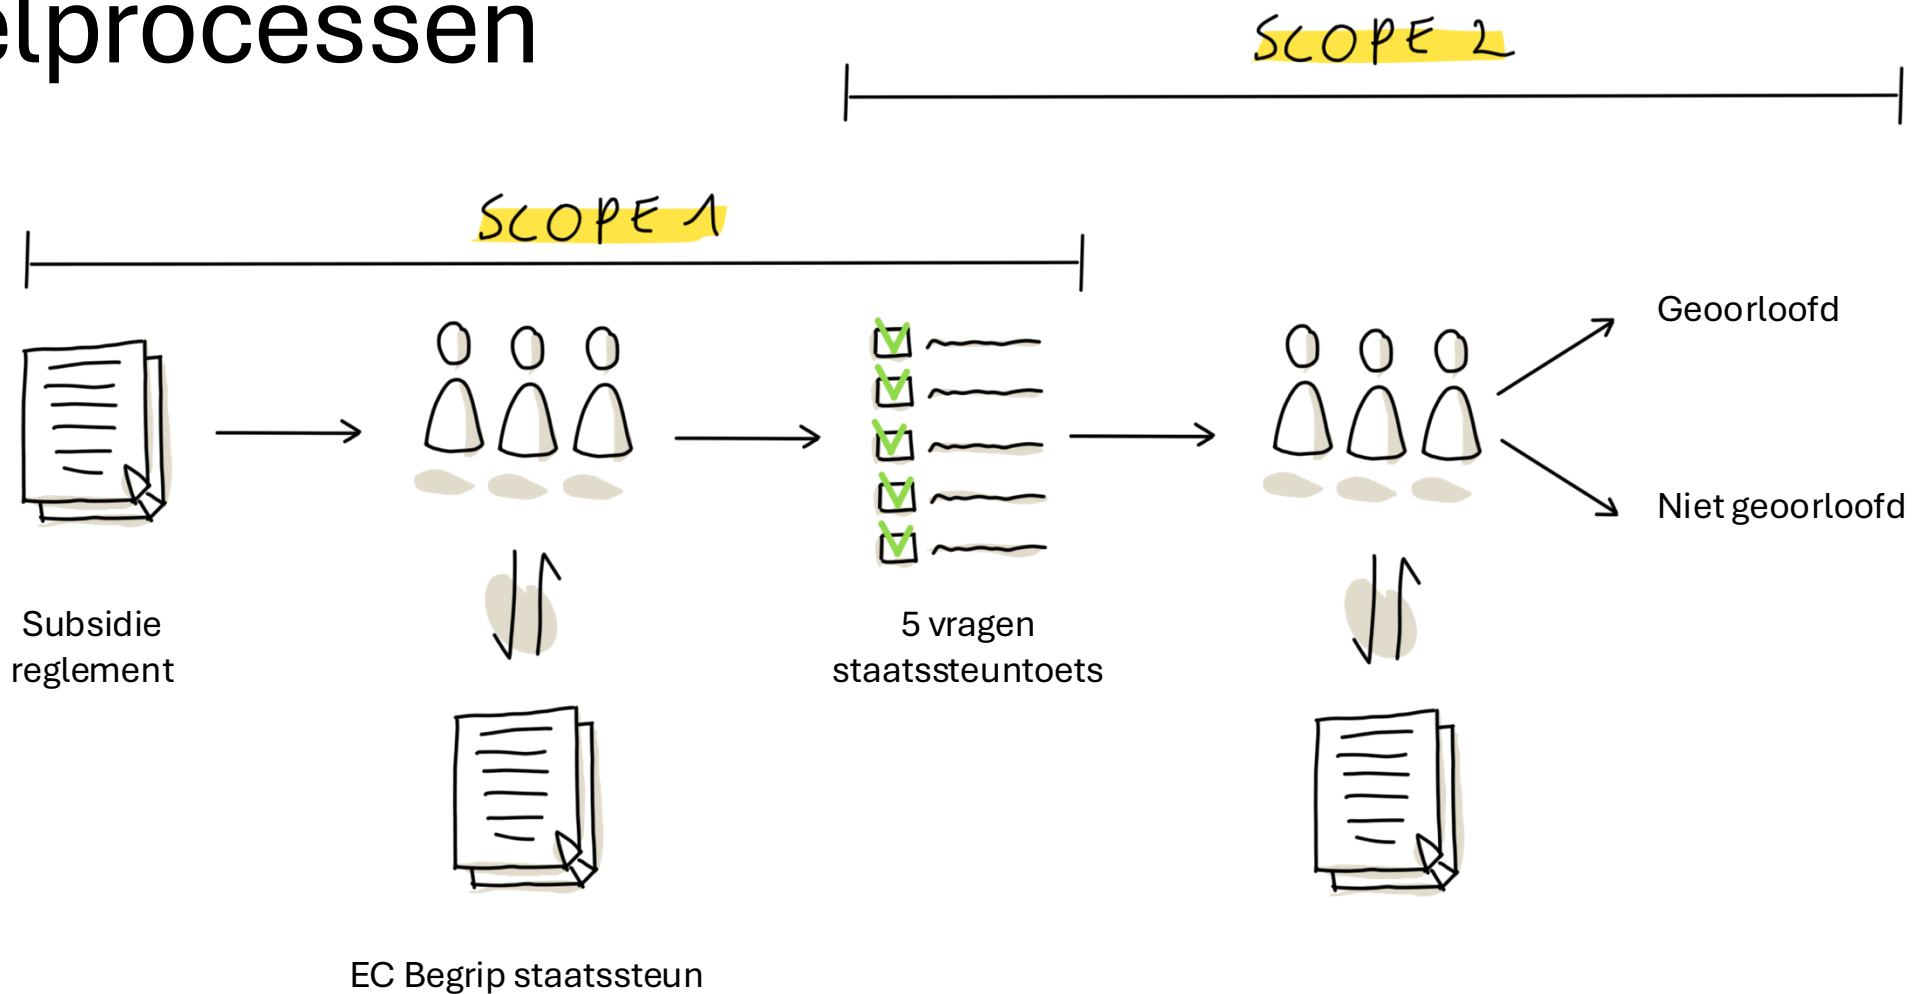 elprocessen
SCOPE 2
SCOPE 1
Geoorloofd
Niet geoorloofd
Subsidie
reglement
5 vragen
staatssteuntoets
EC Begrip staatssteun